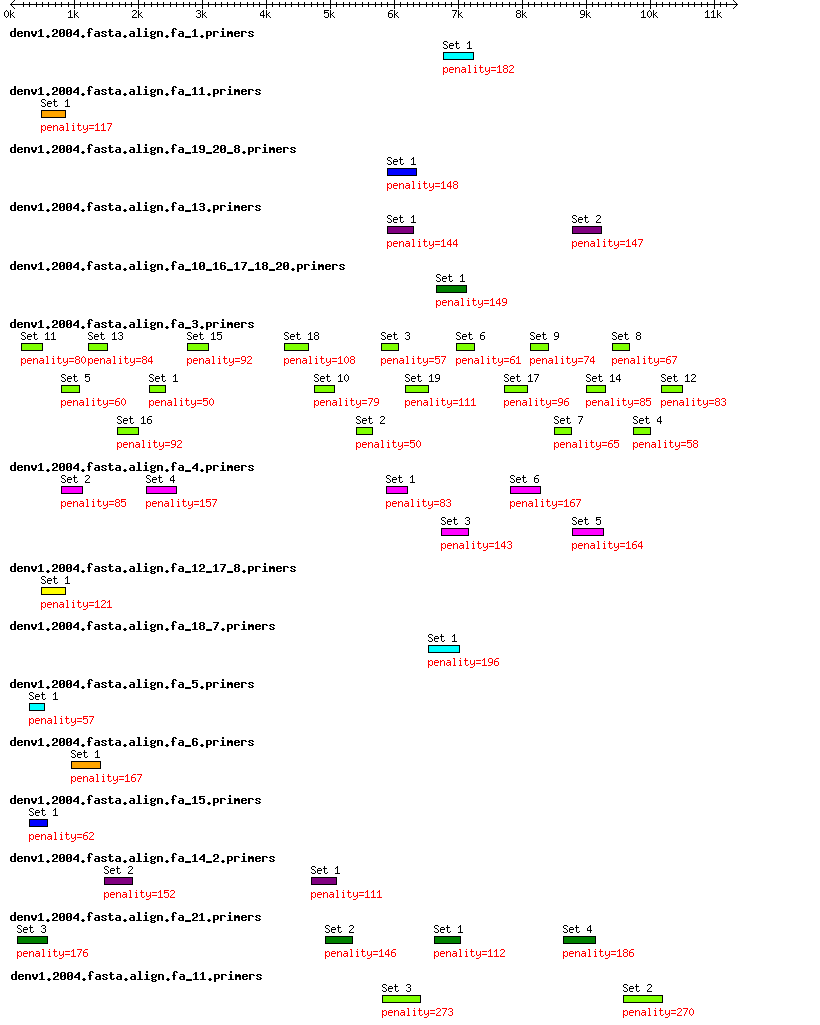 0k 1k 2k 3k 4k 5k 6k 7k 8k 9k 10k 11k
denv1.2004.fasta.align.fa_1.primers
Set 1
penality=182
denv1.2004.fasta.align.fa_11.primers
Set 1
penality=117
denv1.2004.fasta.align.fa_19_20_8.primers
Set 1
penality=148
denv1.2004.fasta.align.fa_13.primers
Set 1 Set 2
penality=144 penality=147
denv1.2004.fasta.align.fa_10_16_17_18_20.primers
Set 1
penality=149
denv1.2004.fasta.align.fa_3.primers
Set 11 Set 13 Set 15 Set 18 Set 3 Set 6 Set 9 Set 8
penality=80 penality=84 penality=92 penality=108 penality=57 penality=61 penality=74 penality=67
Set 5 Set 1 Set 10 Set 19 Set 17 Set 14 Set 12
penality=60 penality=50 penality=79 penality=111 penality=96 penality=85 penality=83
Set 16 Set 2 Set 7 Set 4
penality=92 penality=50 penality=65 penality=58
denv1.2004.fasta.align.fa_4.primers
Set 2 Set 4 Set 1 Set 6
penality=85 penality=157 penality=83 penality=167
Set 3 Set 5
penality=143 penality=164
denv1.2004.fasta.align.fa_12_17_8.primers
Set 1
penality=121
denv1.2004.fasta.align.fa_18_7.primers
Set 1
penality=196
denv1.2004.fasta.align.fa_5.primers
Set 1
penality=57
denv1.2004.fasta.align.fa_6.primers
Set 1
penality=167
denv1.2004.fasta.align.fa_15.primers
Set 1
penality=62
denv1.2004.fasta.align.fa_14_2.primers
Set 2 Set 1
penality=152 penality=111
denv1.2004.fasta.align.fa_21.primers
Set 3 Set 2 Set 1 Set 4
penality=176 penality=146 penality=112 penality=186
denv1.2004.fasta.align.fa_11.primers
Set 3 Set 2
penality=273 penality=270